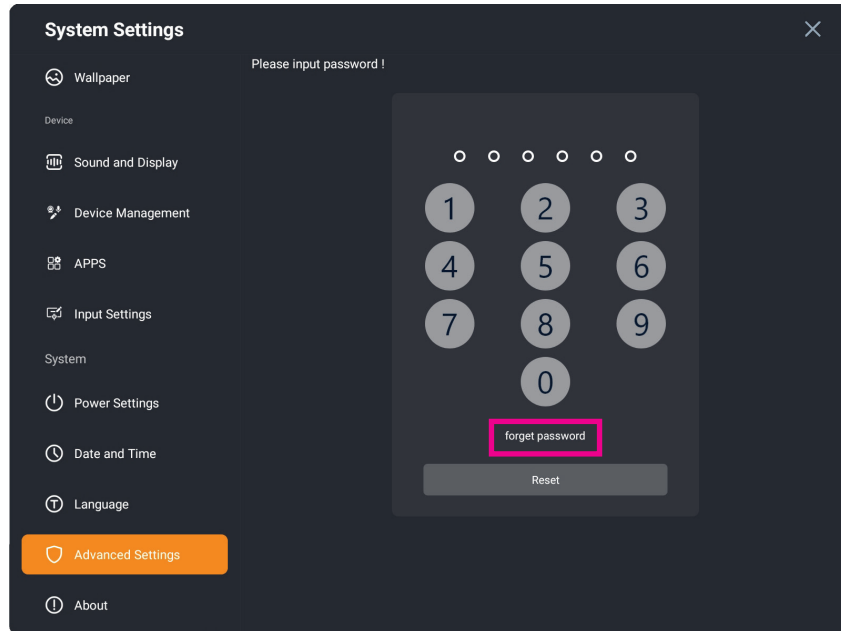 System Settings
Wallpaper
Device
Sound and Display
Device Management
APPS
Input Settings
System
Power Settings
Date and Time
Language
Advanced Settings
About
Please input password !
1 2 3
4 5 6
7 8 9
0
forget password
Reset